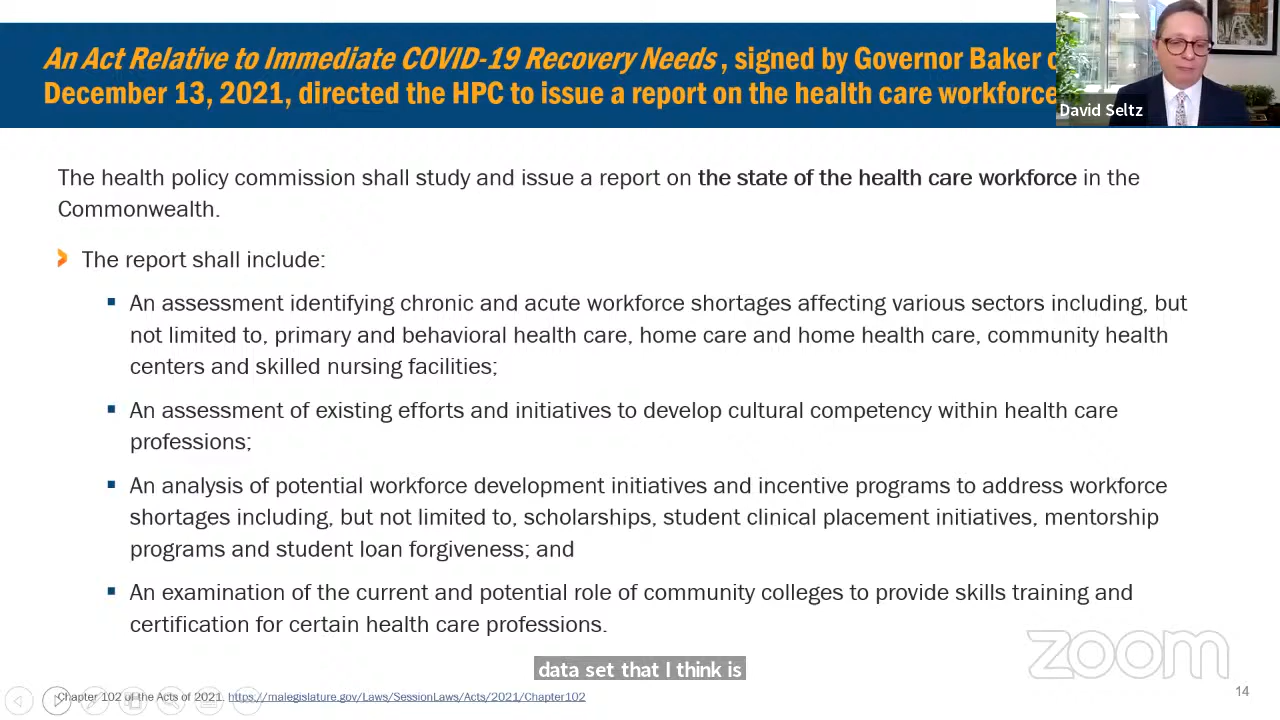 An Act Relative to Immediate COVID-19 Recovery Needs, signed by Governor Baker
December 13, 2021, directed the HPC to issue a report on the health care workforce
David Seltz
The health policy commission shall study and issue a report on the state of the health care workforce in the
Commonwealth.
The report shall include:
An assessment identifying chronic and acute workforce shortages affecting various sectors including, but
not limited to, primary and behavioral health care, home care and home health care, community health
centers and skilled nursing facilities;
An assessment of existing efforts and initiatives to develop cultural competency within health care
professions;
An analysis of potential workforce development initiatives and incentive programs to address workforce
shortages including, but not limited to, scholarships, student clinical placement initiatives, mentorship
programs and student loan forgiveness; and
An examination of the current and potential role of community colleges to provide skills training and
certification for certain health care professions.
zoom
data set that I think is
Chapter 102 of the Acts of 2021. https://malegislature.gov/Laws/SessionLaws/Acts/2021/Chapter102
14